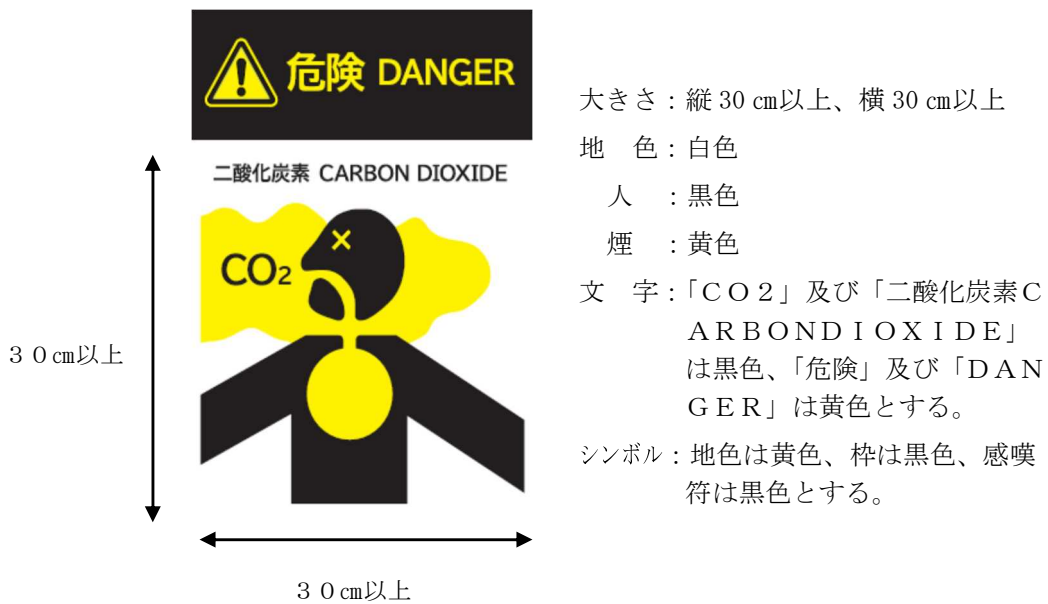 危険 DANGER
二酸化炭素 CARBON DIOXIDE
CO2
３０㎝以上
３０㎝以上
大きさ：縦 30 ㎝以上、横 30 ㎝以上
地　色：白色
人　：黒色
煙　：黄色
文　字：「ＣＯ２」及び「二酸化炭素Ｃ
ＡＲＢＯＮＤＩＯＸＩＤＥ」
は黒色、「危険」及び「ＤＡＮ
ＧＥＲ」は黄色とする。
シンボル：地色は黄色、枠は黒色、感嘆
符は黒色とする。